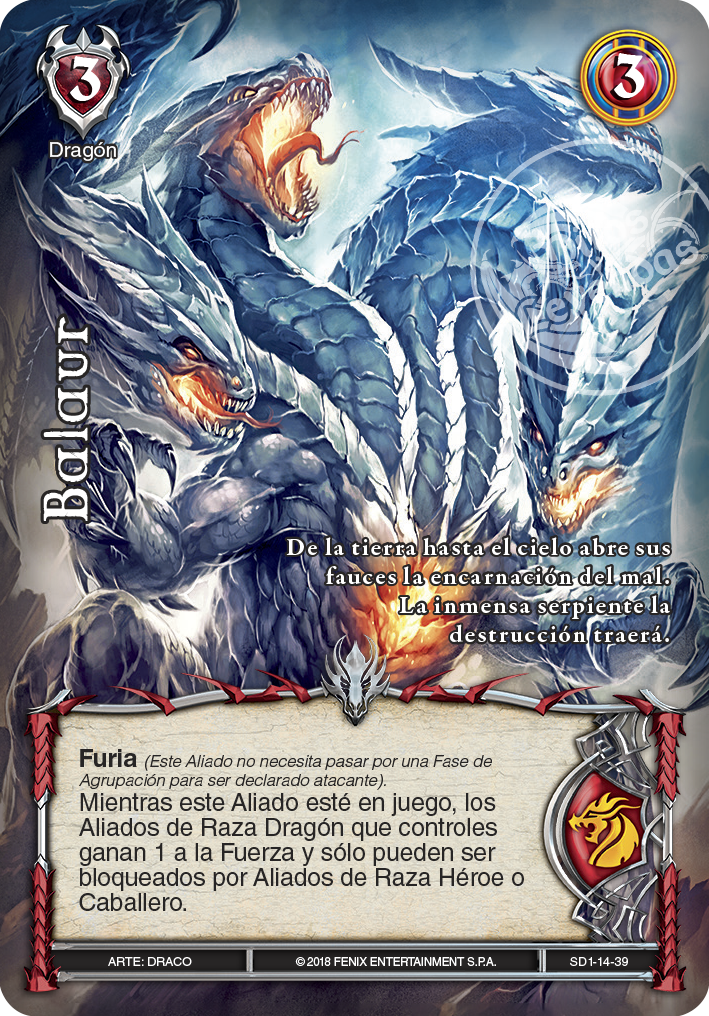 3
3
Dragón
Balaur
De la tierra hasta el cielo abre sus
fauces la encarnación del mal.
La inmensa serpiente la
destrucción traerá.
Furia (Este Aliado no necesita pasar por una Fase de
Agrupación para ser declarado atacante).
Mientras este Aliado esté en juego, los
Aliados de Raza Dragón que controles
ganan 1 a la Fuerza y sólo pueden ser
bloqueados por Aliados de Raza Héroe o
Caballero.
ARTE: DRACO
©2018 FENIX ENTERTAINMENT S.P.A.
SD1-14-39